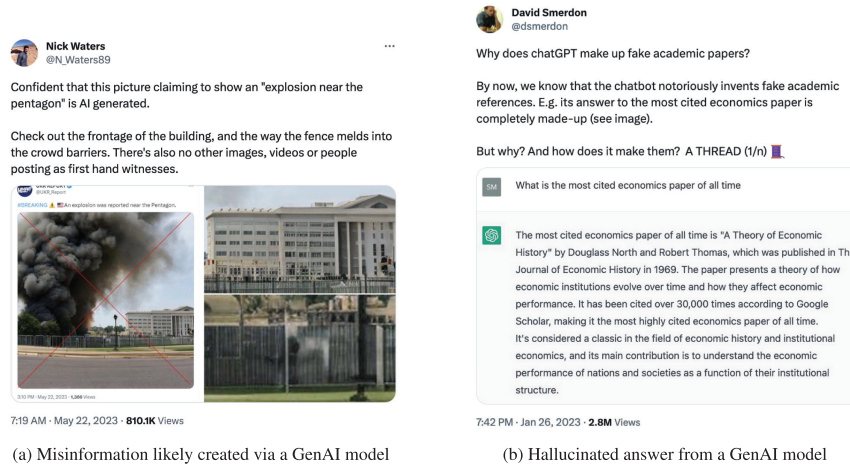 Nick Waters
@N_Waters89
Confident that this picture claiming to show an "explosion near the
pentagon" is AI generated.
Check out the frontage of the building, and the way the fence melds into
the crowd barriers. There's also no other images, videos or people
posting as first hand witnesses.
@UKR_Report
#BREAKING ⚠️ 🇺🇸An explosion was reported near the Pentagon.
3:10 PM · May 22, 2023 · 1,386 Views
7:19 AM · May 22, 2023 · 810.1K Views
(a) Misinformation likely created via a GenAI model
David Smerdon
@dsmerdon
Why does chatGPT make up fake academic papers?
By now, we know that the chatbot notoriously invents fake academic
references. E.g. its answer to the most cited economics paper is
completely made-up (see image).
But why? And how does it make them? A THREAD (1/n) 🧵
SM
What is the most cited economics paper of all time
The most cited economics paper of all time is "A Theory of Economic
History" by Douglass North and Robert Thomas, which was published in Th
Journal of Economic History in 1969. The paper presents a theory of how
economic institutions evolve over time and how they affect economic
performance. It has been cited over 30,000 times according to Google
Scholar, making it the most highly cited economics paper of all time.
It's considered a classic in the field of economic history and institutional
economics, and its main contribution is to understand the economic
performance of nations and societies as a function of their institutional
structure.
7:42 PM · Jan 26, 2023 · 2.8M Views
(b) Hallucinated answer from a GenAI model